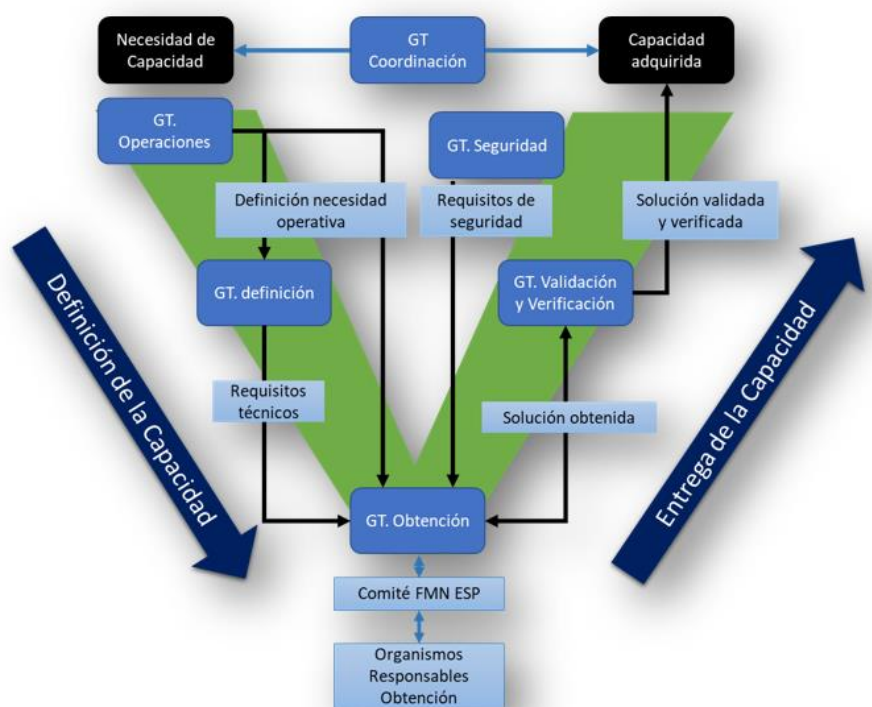 Necesidad de
Capacidad
GT
Coordinación
Capacidad
adquirida
GT.
Operaciones
GT. Seguridad
Definición necesidad
operativa
Requisitos de
seguridad
Solución validada
y verificada
GT. definición
GT. Validación
y Verificación
Definición de la Capacidad
Entrega de la Capacidad
Requisitos
técnicos
Solución obtenida
GT. Obtención
Comité FMN ESP
Organismos
Responsables
Obtención